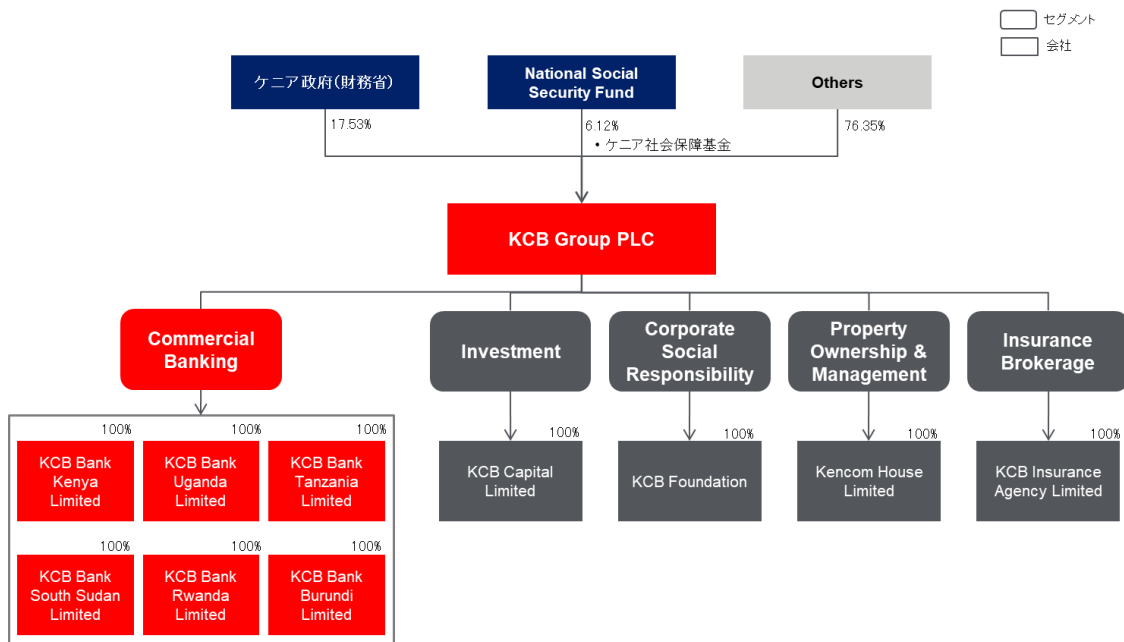 セグメント
会社
ケニア政府(財務省)
National Social
Security Fund
Others
17.53%
6.12%
76.35%
• ケニア社会保障基金
KCB Group PLC
Commercial
Banking
Investment
Corporate
Social
Responsibility
Property
Ownership &
Management
Insurance
Brokerage
100%
100%
100%
100%
100%
100%
100%
KCB Bank
Kenya
Limited
KCB Bank
Uganda
Limited
KCB Bank
Tanzania
Limited
KCB Capital
Limited
KCB Foundation
Kencom House
Limited
KCB Insurance
Agency Limited
100%
100%
100%
KCB Bank
South Sudan
Limited
KCB Bank
Rwanda
Limited
KCB Bank
Burundi
Limited